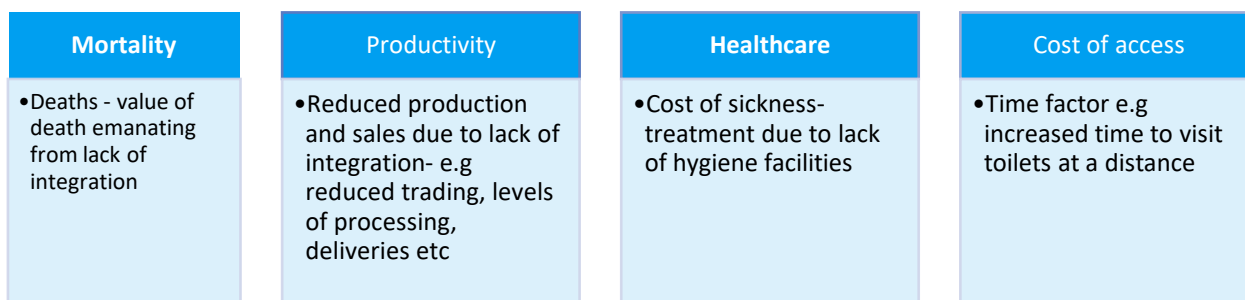 Mortality
•Deaths - value of
death emanating
from lack of
integration
Productivity
•Reduced production
and sales due to lack of
integration- e.g
reduced trading, levels
of processing,
deliveries etc
Healthcare
•Cost of sickness-
treatment due to lack
of hygiene facilities
Cost of access
•Time factor e.g
increased time to visit
toilets at a distance